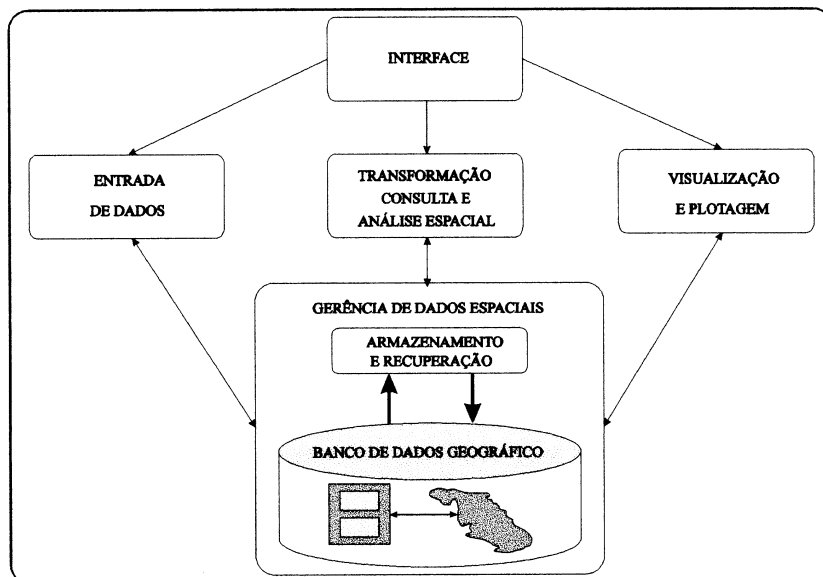 INTERFACE
ENTRADA
DE DADOS
TRANSFORMAÇÃO
CONSULTA E
ANÁLISE ESPACIAL
VISUALIZAÇÃO
E PLOTAGEM
GERÊNCIA DE DADOS ESPACIAIS
ARMAZENAMENTO
E RECUPERAÇÃO
BANCO DE DADOS GEOGRÁFICO